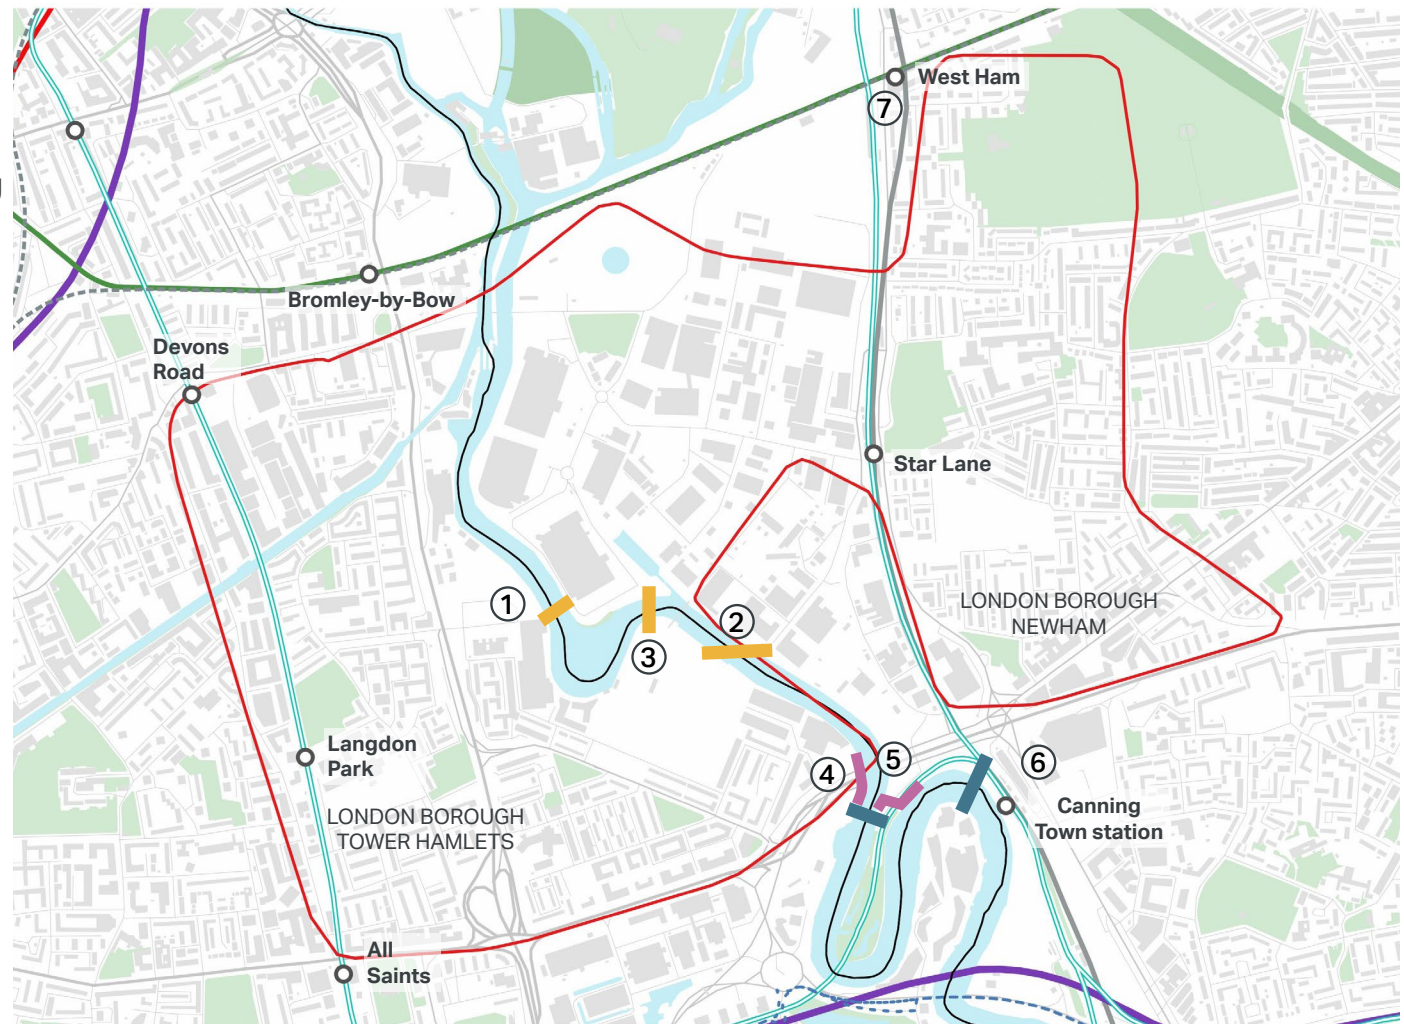 West Ham
7
Bromley-by-Bow
Devons
Road
Star Lane
1
2
3
LONDON BOROUGH
NEWHAM
Langdon
Park
4
5
6
Canning
Town station
LONDON BOROUGH
TOWER HAMLETS
All
Saints